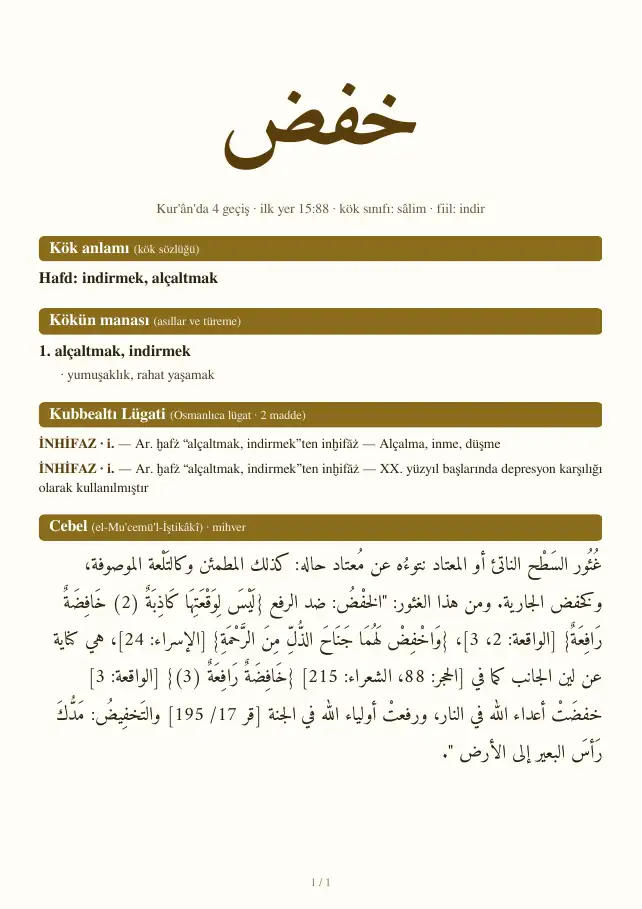 خفض
Kur'ân'da 4 geçiş · ilk yer 15:88 · kök sınıfı: sâlim · fiil: indir
Kök anlamı (kök sözlüğü)
Hafd: indirmek, alçaltmak
Kökün manası (asıllar ve türeme)
1. alçaltmak, indirmek
· yumuşaklık, rahat yaşamak
Kubbealtı Lügati (Osmanlıca lügat · 2 madde)
İNHİFAZ · i. — Ar. ḫafż “alçaltmak, indirmek”ten inḫifāż — Alçalma, inme, düşme
İNHİFAZ · i. — Ar. ḫafż “alçaltmak, indirmek”ten inḫifāż — XX. yüzyıl başlarında depresyon karşılığı
olarak kullanılmıştır
Cebel (el-Mu'cemü'l-İştikâkî) · mihver
غُئُور السَطْح الناتئ أو المعتاد نتوءُه عن مُعتاد حاله: كذلك المطمئن وكالتَلْعة الموصوفة،
وكخفض الجارية. ومن هذا الغئور: "الخفْضُ: ضد الرفع {لَيْسَ لِوَقْعَتِهَا كَاذِبَةٌ (2) خَافِضَةٌ
رَافِعَةٌ} [الواقعة: 2، 3]، {وَاخْفِضْ لَهُمَا جَنَاحَ الذُّلِّ مِنَ الرَّحْمَةِ} [الإسراء: 24]، هي كناية
عن لين الجانب كما في [الحجر: 88، الشعراء: 215] {خَافِضَةٌ رَافِعَةٌ (3)} [الواقعة: 3]
خفضَتْ أعداء الله في النار، ورفعتْ أولياء الله في الجنة [قر 17/ 195] والتَخفِيضُ: مَدُّكَ
رَأسَ البعير إلى الأرض ".
1 / 1